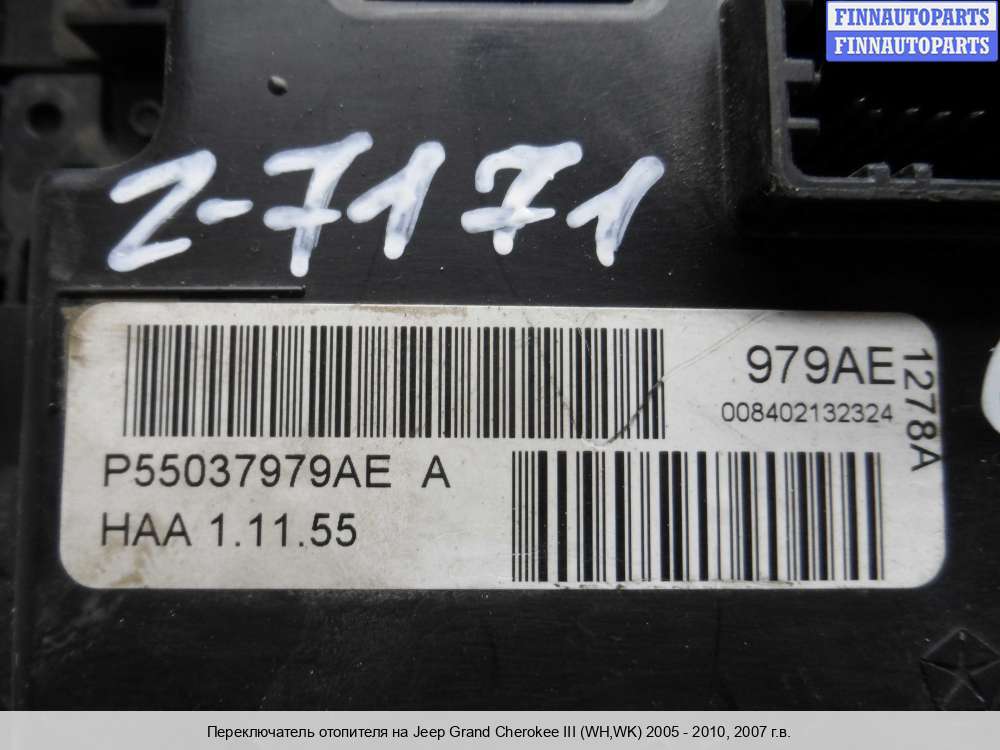 FINNAUTOPARTS
FINNAUTOPARTS
2-7171
979AE
008402132324
1278A
P55037979AE A
HAA 1.11.55
Переключатель отопителя на Jeep Grand Cherokee III (WH,WK) 2005 - 2010, 2007 г.в.